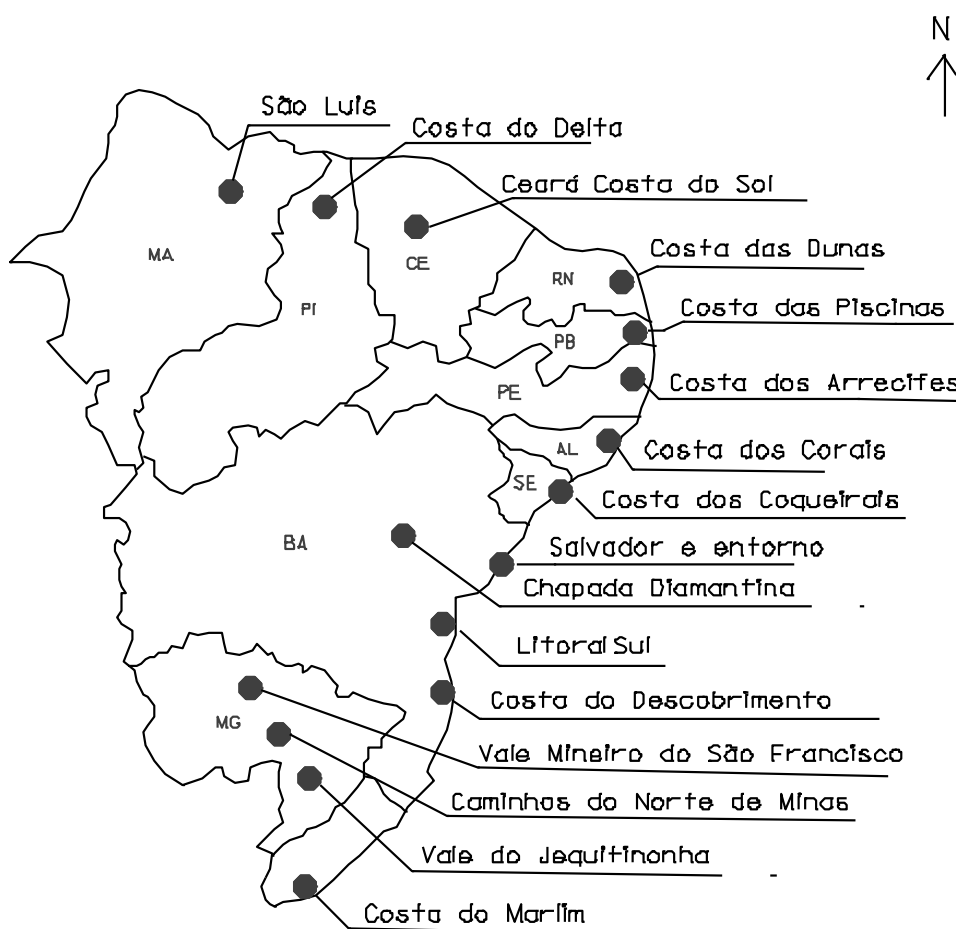 N
São Luis
Costa do Delta
Ceará Costa do Sol
MA
CE
Costa das Dunas
RN
PI
Costa das Piscinas
PB
PE
Costa dos Arrecifes
AL
Costa dos Corais
SE
Costa dos Coqueirais
BA
Salvador e entorno
Chapada Diamantina
Litoral Sul
Costa do Descobrimento
MG
Vale Mineiro do São Francisco
Caminhos do Norte de Minas
Vale do Jequitinonha
Costa do Marlim